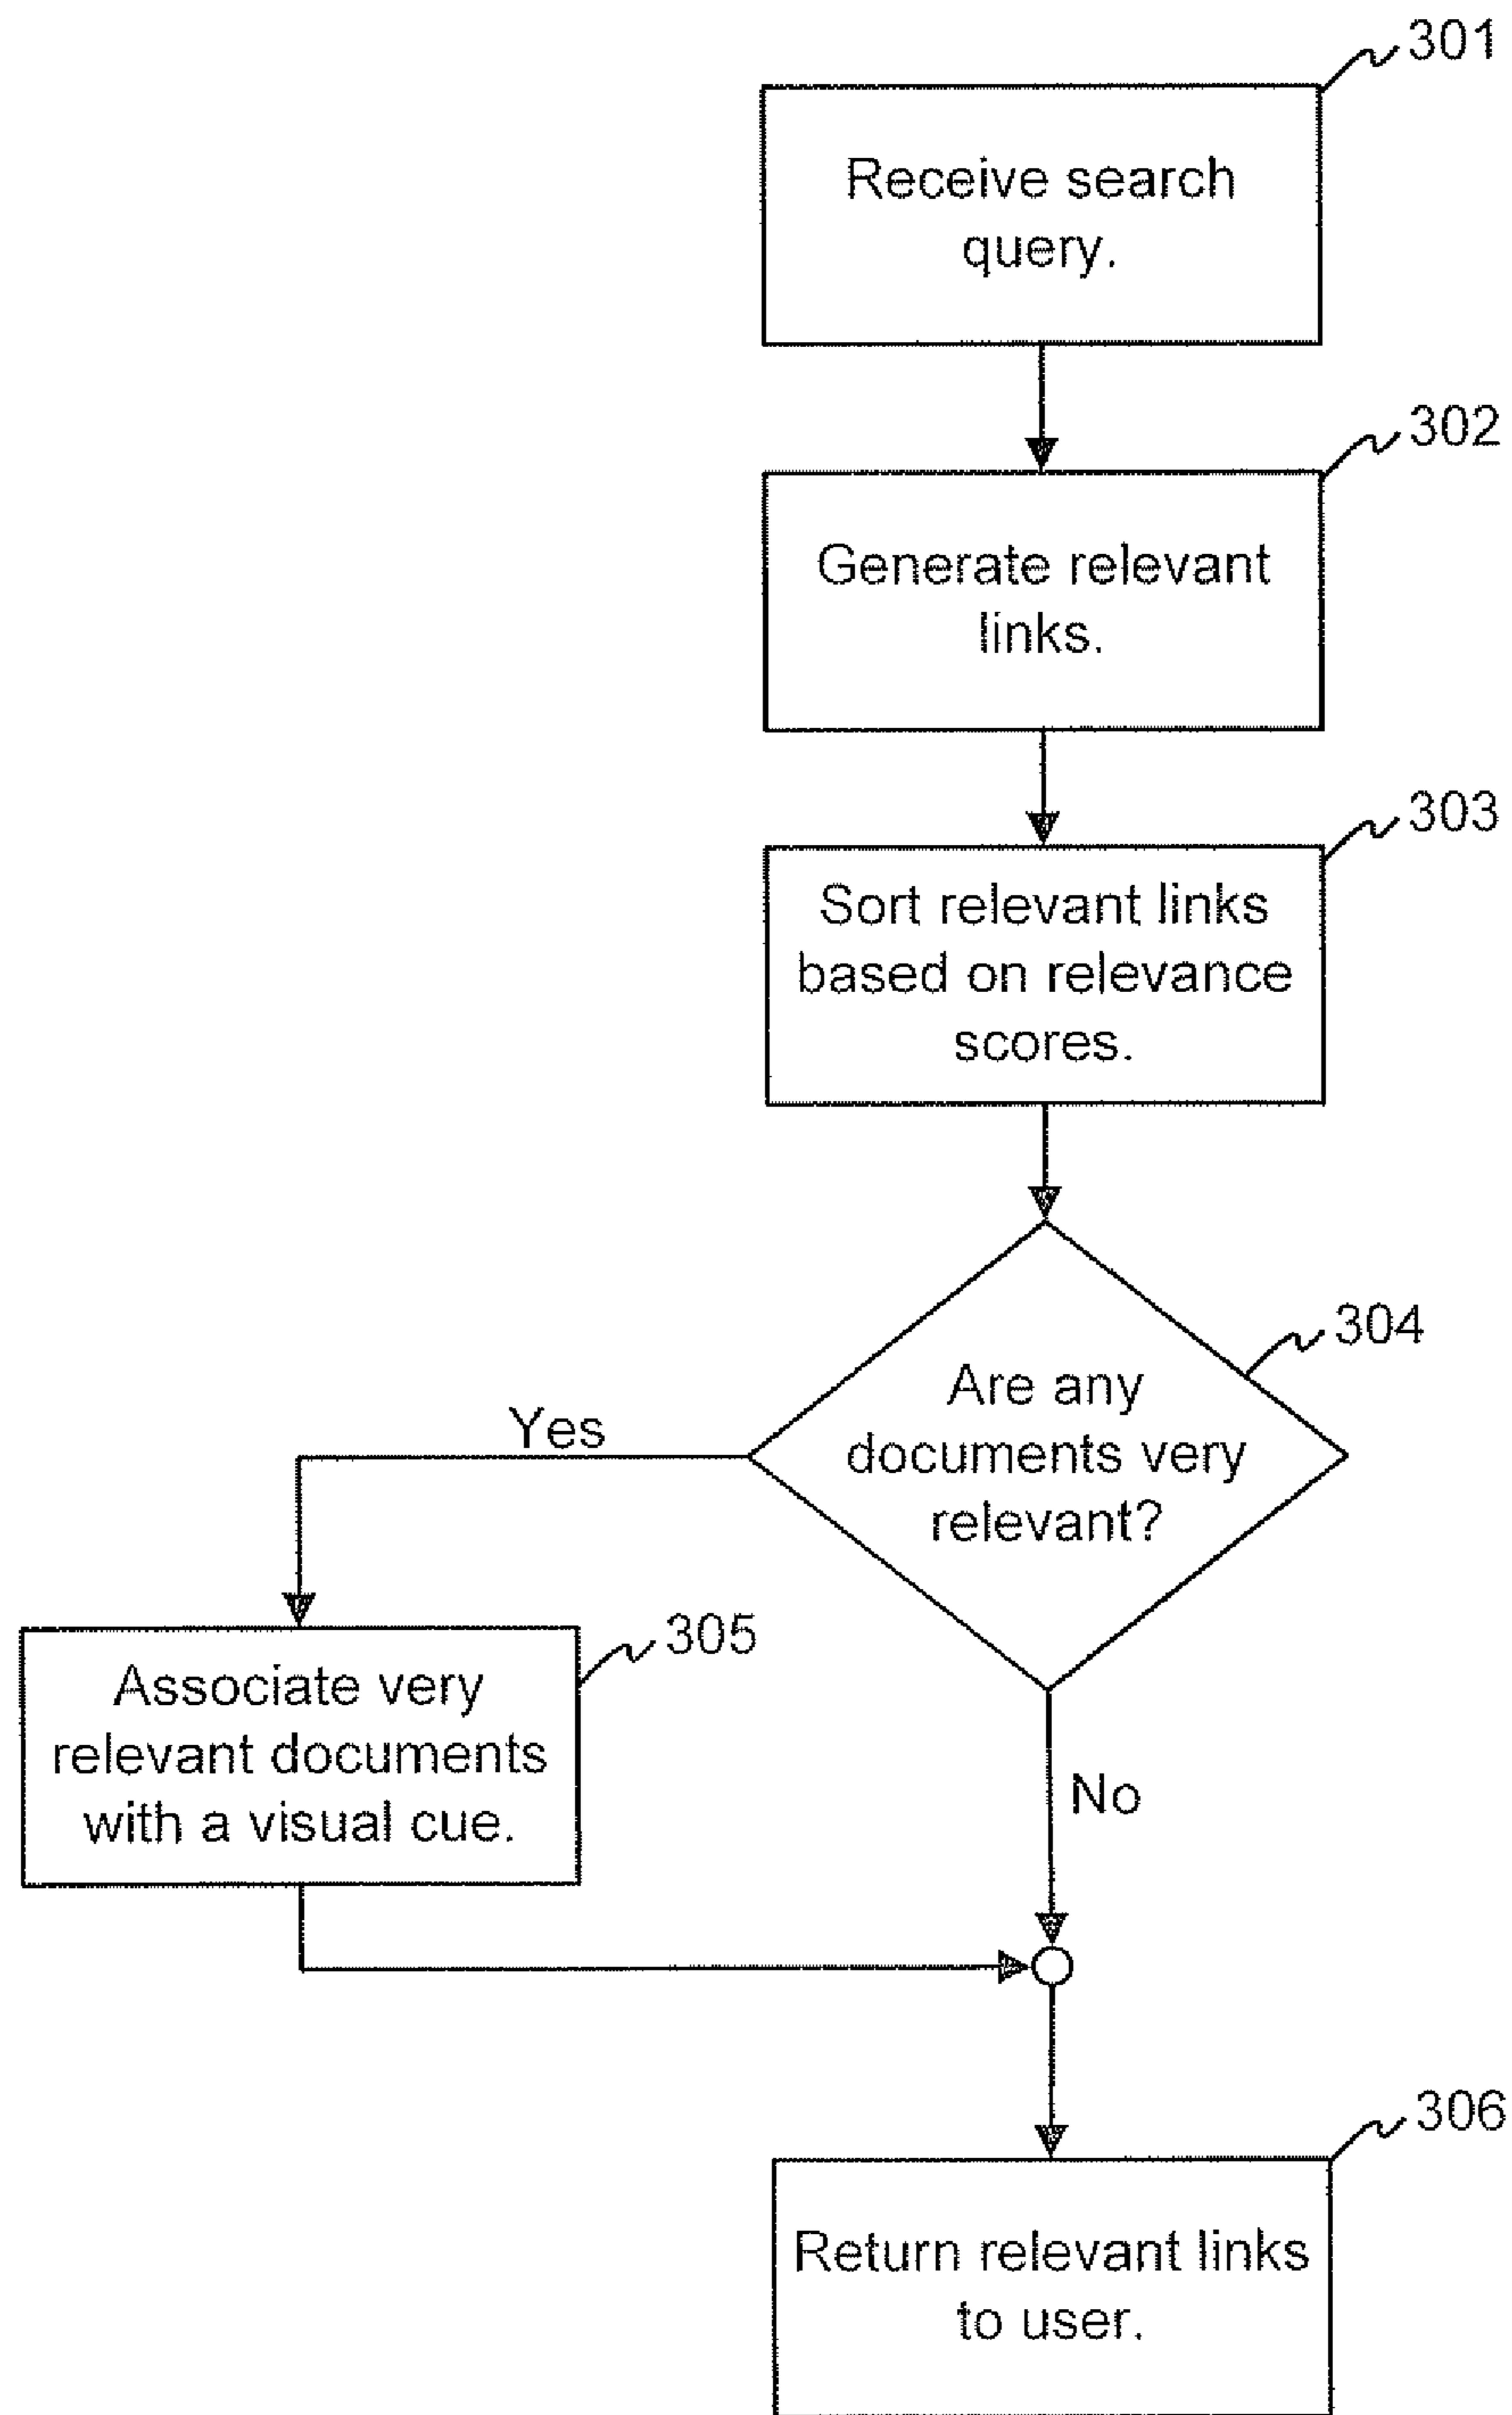 301
Receive search
query.
302
Generate relevant
links.
303
Sort relevant links
based on relevance
scores.
304
Are any
documents very
relevant?
Yes
305
Associate very
relevant documents
with a visual cue.
No
306
Return relevant links
to user.